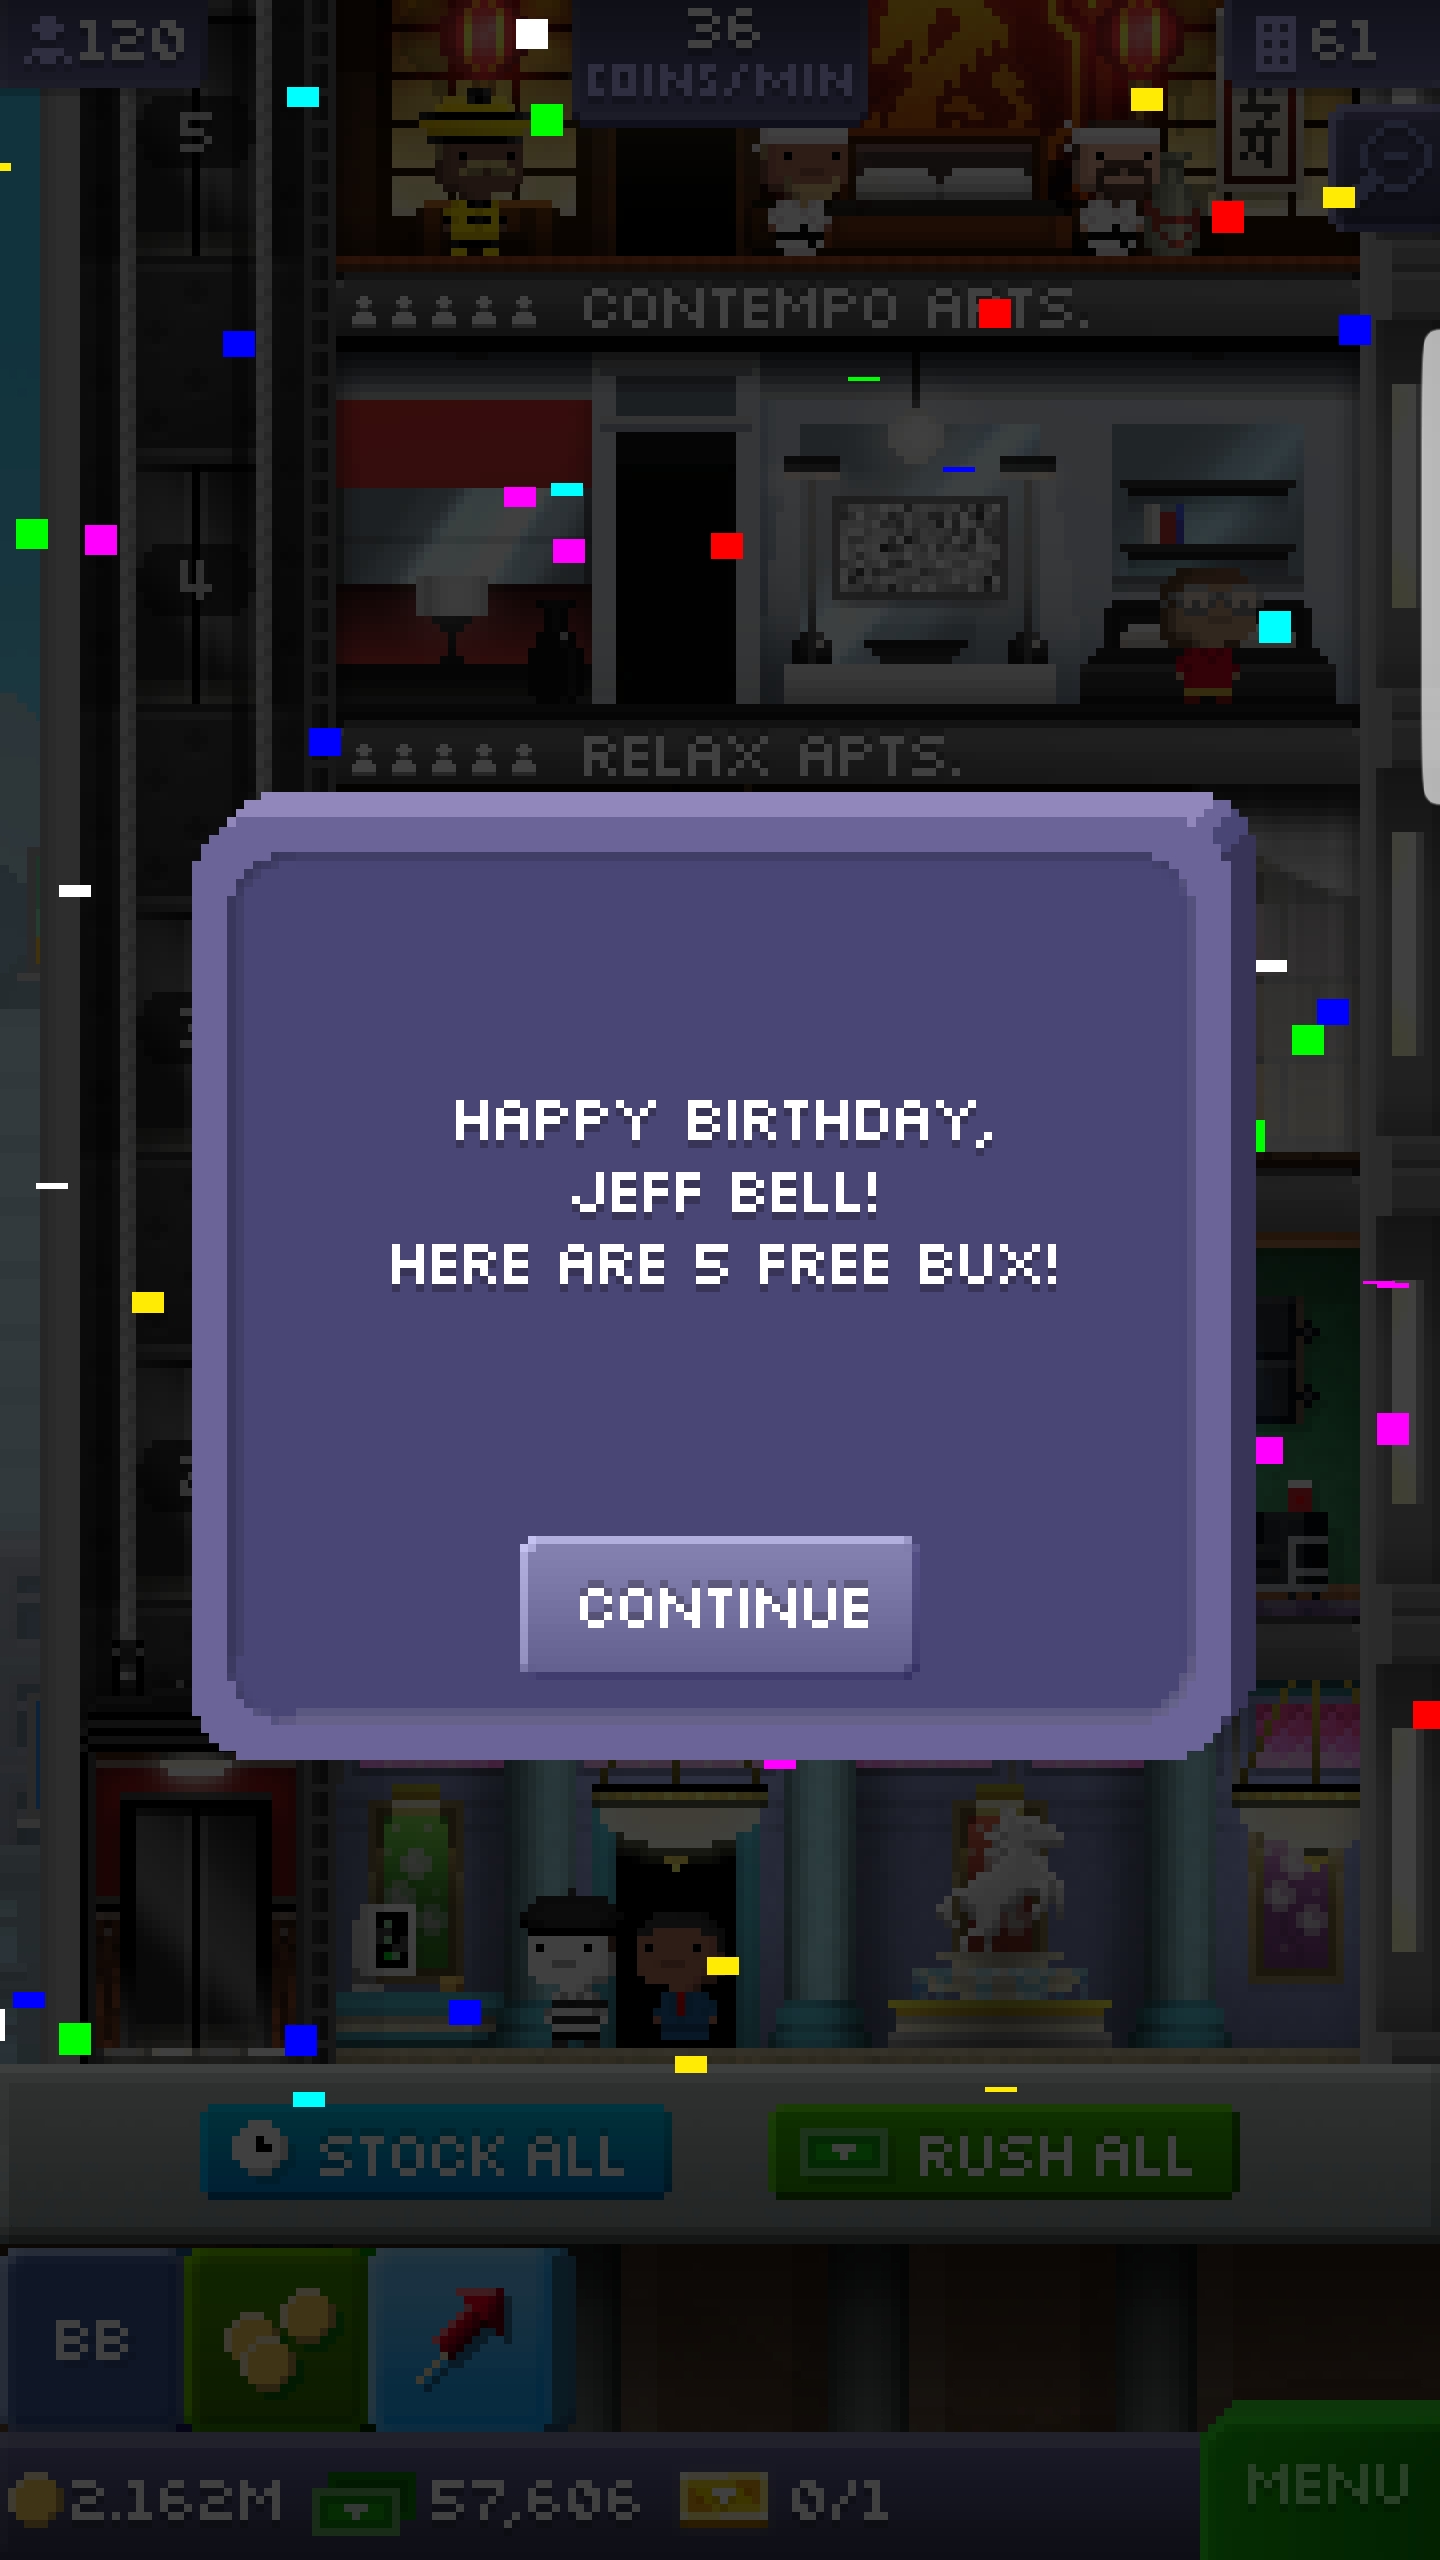 120
36
COINS/MIN
61
5
CONTEMPO APTS.
4
RELAX APTS.
HAPPY BIRTHDAY,
JEFF BELL!
HERE ARE 5 FREE BUX!
CONTINUE
STOCK ALL
RUSH ALL
BB
2.162M
57,606
0/1
MENU